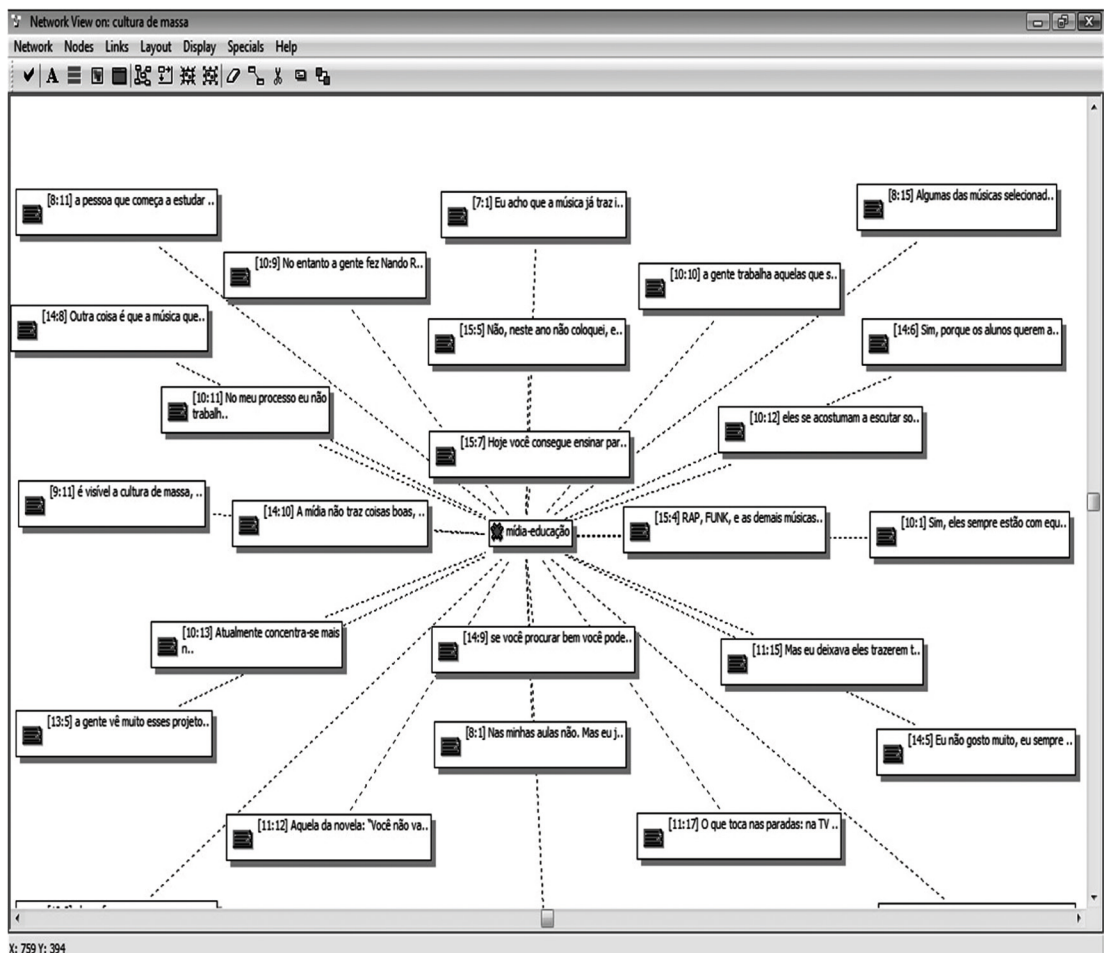 Network View on: cultura de massa
Network Nodes Links Layout Display Specials Help
A
[8:11] a pessoa que começa a estudar ..
[7:1] Eu acho que a música já traz i..
[8:15] Algumas das músicas selecionad..
[10:9] No entanto a gente fez Nando R..
[10:10] a gente trabalha aquelas que s..
[14:8] Outra coisa é que a música que..
[15:5] Não, neste ano não coloquei, e..
[14:6] Sim, porque os alunos querem a..
[10:11] No meu processo eu não
trabalh..
[10:12] eles se acostumam a escutar so..
[15:7] Hoje você consegue ensinar par..
[9:11] é visível a cultura de massa, ..
[14:10] A mídia não traz coisas boas, ..
mídia-educação
[15:4] RAP, FUNK, e as demais músicas..
[10:1] Sim, eles sempre estão com equ..
[10:13] Atualmente concentra-se mais
n..
[14:9] se você procurar bem você pode..
[11:15] Mas eu deixava eles trazerem t..
[13:5] a gente vê muito esses projeto..
[8:1] Nas minhas aulas não. Mas eu j..
[14:5] Eu não gosto muito, eu sempre ..
[11:12] Aquela da novela: "Você não va..
[11:17] O que toca nas paradas: na TV ..
X: 759 Y: 394